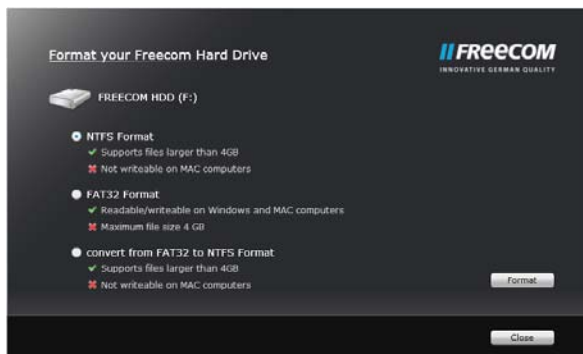 Format your Freecom Hard Drive
FREECOM
INNOVATIVE GERMAN QUALITY
FREECOM HDD (F:)
NTFS Format
Supports files larger than 4GB
Not writeable on MAC computers
FAT32 Format
Readable/writeable on Windows and MAC computers
Maximum file size 4 GB
convert from FAT32 to NTFS Format
Supports files larger than 4GB
Not writeable on MAC computers
Format
Close